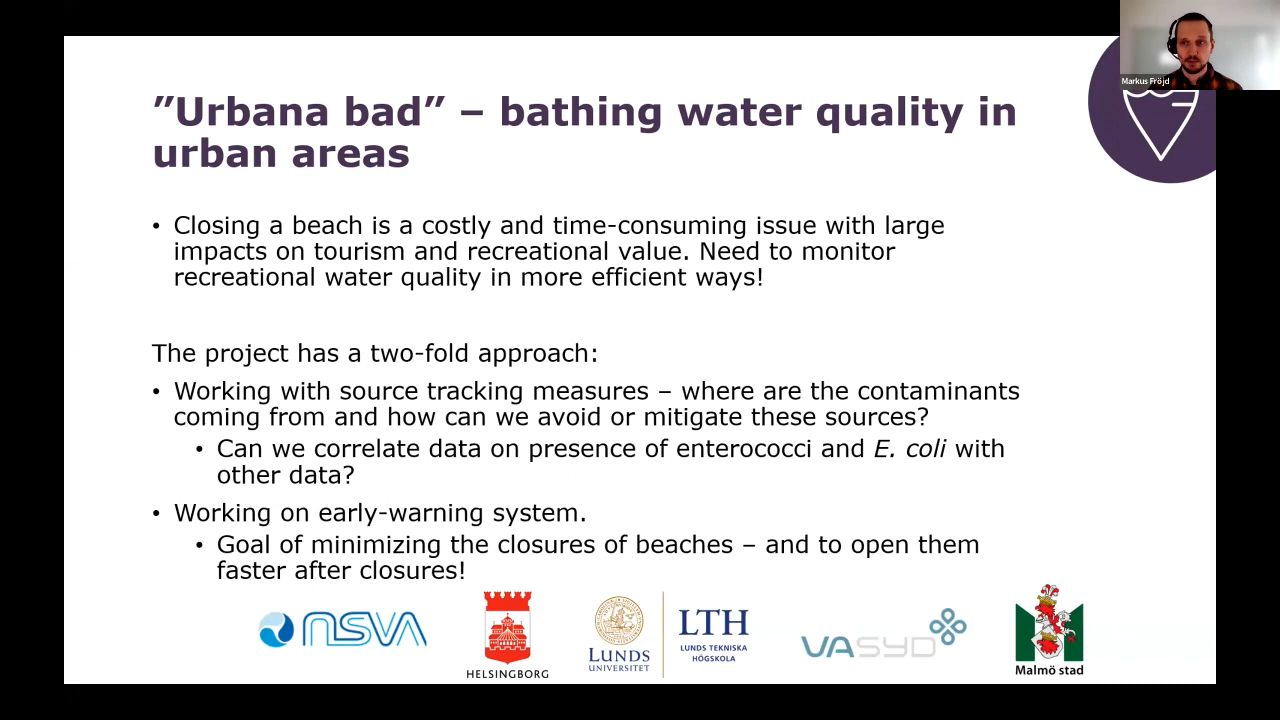 Markus Fröjd
”Urbana bad” – bathing water quality in
urban areas
• Closing a beach is a costly and time-consuming issue with large
impacts on tourism and recreational value. Need to monitor
recreational water quality in more efficient ways!
The project has a two-fold approach:
• Working with source tracking measures – where are the contaminants
coming from and how can we avoid or mitigate these sources?
• Can we correlate data on presence of enterococci and E. coli with
other data?
• Working on early-warning system.
• Goal of minimizing the closures of beaches – and to open them
faster after closures!
NSVA
HELSINGBORG
LUNDS
UNIVERSITET
LTH
LUNDS TEKNISKA
HÖGSKOLA
VA SYD
Malmö stad